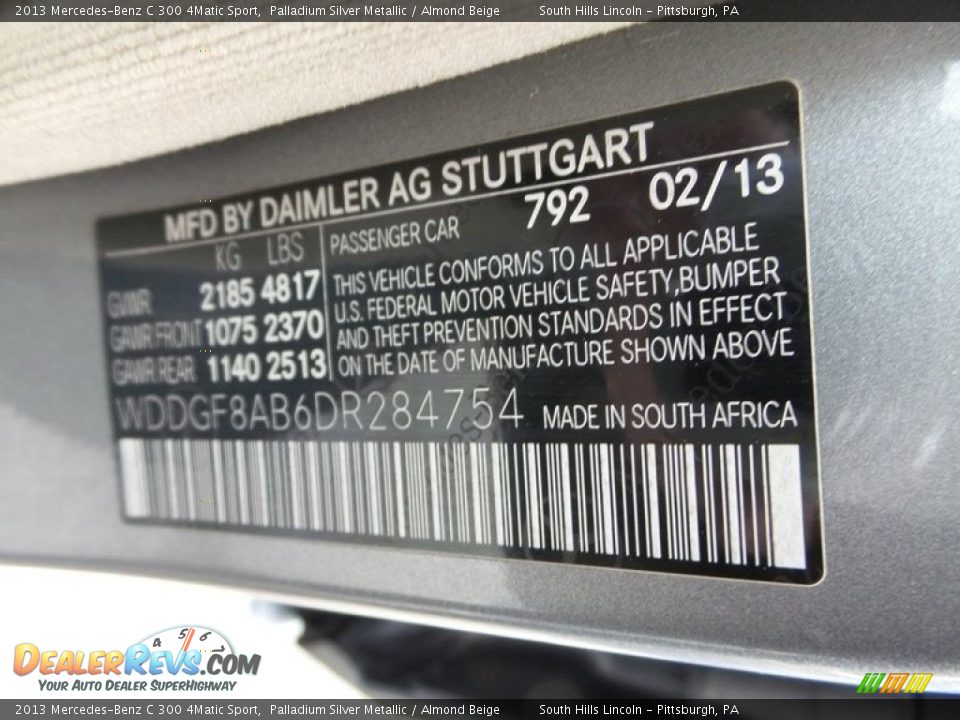 2013 Mercedes-Benz C 300 4Matic Sport, Palladium Silver Metallic / Almond Beige South Hills Lincoln - Pittsburgh, PA
MFD BY DAIMLER AG STUTTGART
KG LBS PASSENGER CAR 792 02/13
GVWR 2185 4817
GAWR FRONT 1075 2370
GAWR REAR 1140 2513
THIS VEHICLE CONFORMS TO ALL APPLICABLE
U.S. FEDERAL MOTOR VEHICLE SAFETY,BUMPER
AND THEFT PREVENTION STANDARDS IN EFFECT
ON THE DATE OF MANUFACTURE SHOWN ABOVE
WDDGF8AB6DR284754 MADE IN SOUTH AFRICA
4 5 6
DEALERREVS.COM
YOUR AUTO DEALER SUPERHIGHWAY
2013 Mercedes-Benz C 300 4Matic Sport, Palladium Silver Metallic / Almond Beige South Hills Lincoln - Pittsburgh, PA